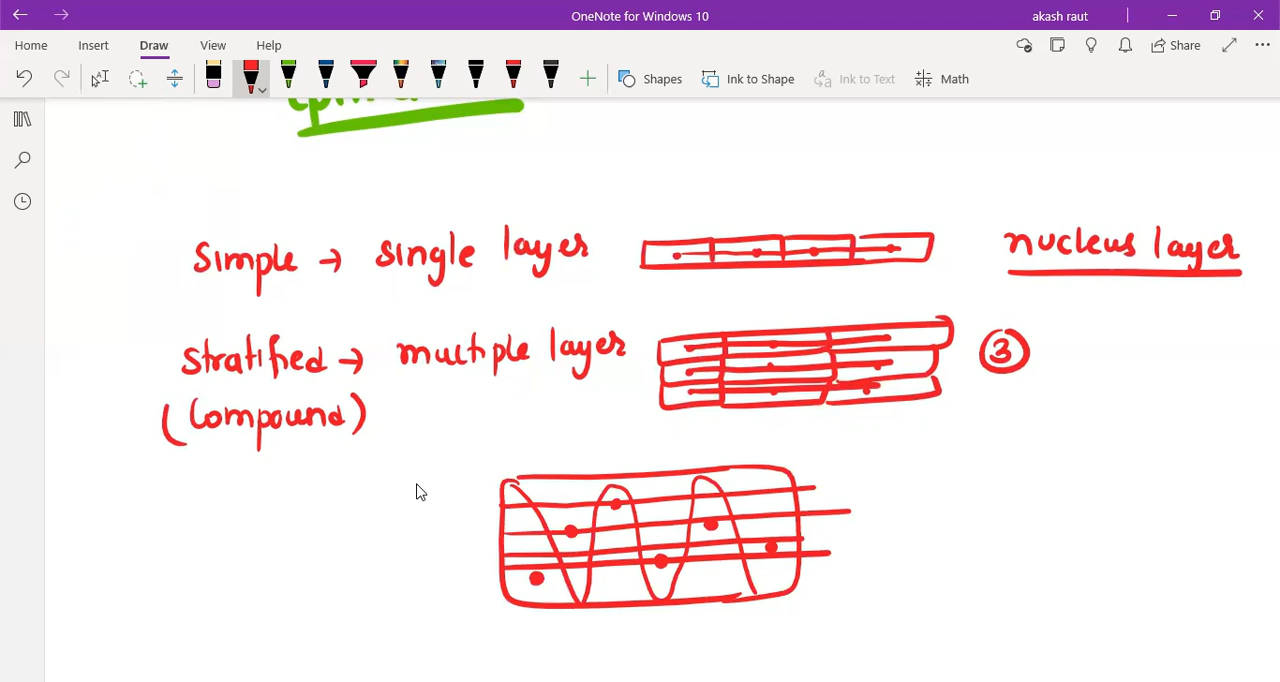 OneNote for Windows 10
akash raut
Home Insert Draw View Help
Share
Shapes
Ink to Shape
Ink to Text
Math
Simple → single layer
nucleus layer
Stratified → multiple layer
3
(Compound)